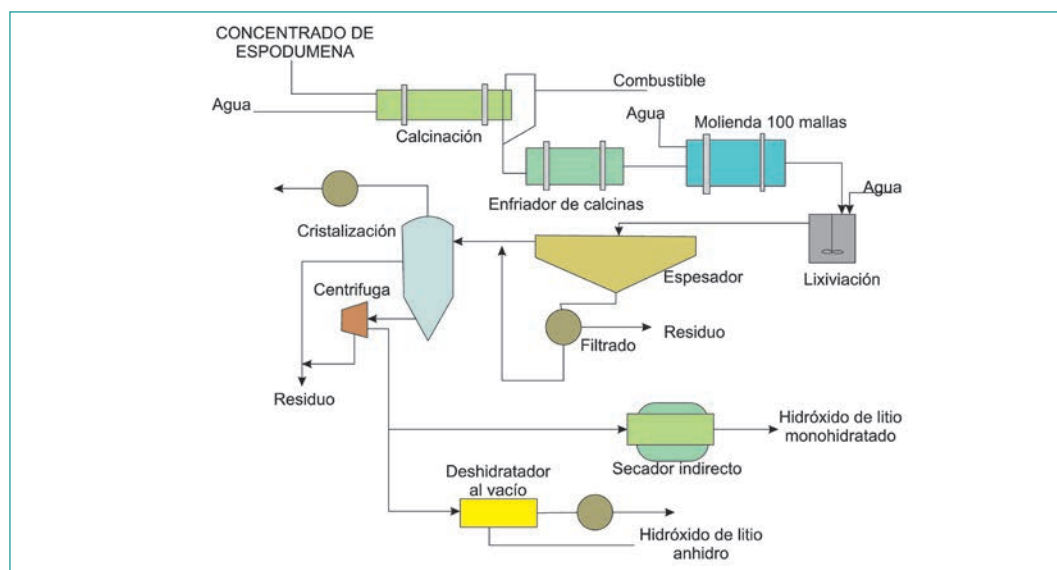 CONCENTRADO DE
ESPODUMENA
Agua
Calcinación
Combustible
Agua
Molienda 100 mallas
Enfriador de calcinas
Agua
Lixiviación
Cristalización
Espesador
Centrifuga
Filtrado
Residuo
Residuo
Secador indirecto
Hidróxido de litio
monohidratado
Deshidratador
al vacío
Hidróxido de litio
anhidro